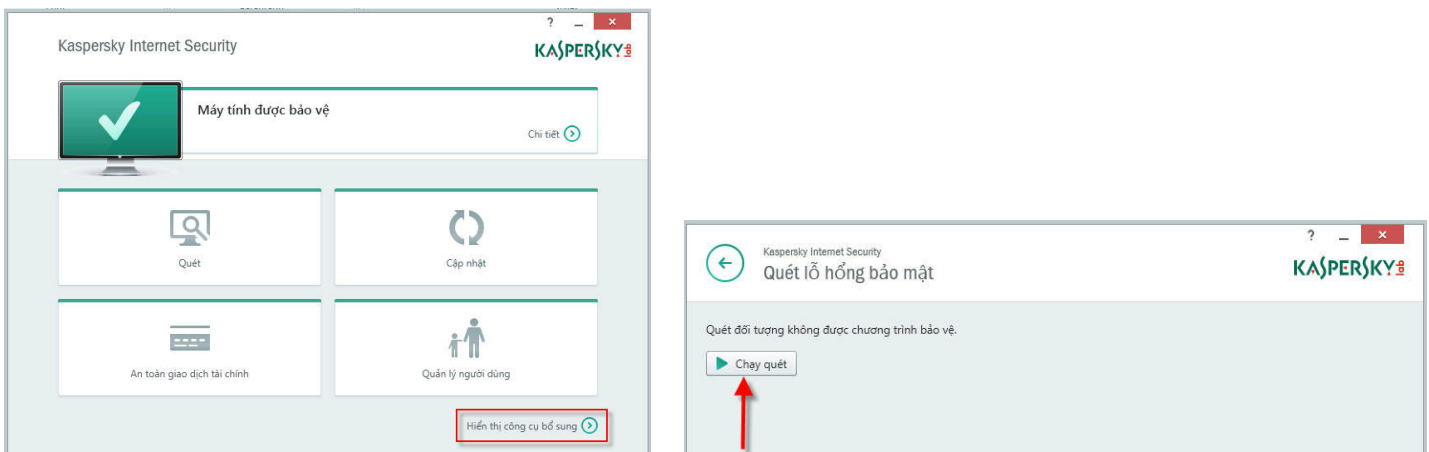 ? _ ×
Kaspersky Internet Security
KASPERSKY lab
Máy tính được bảo vệ
Chi tiết
Quét
Cập nhật
An toàn giao dịch tài chính
Quản lý người dùng
Hiển thị công cụ bổ sung
? _ ×
Kaspersky Internet Security
Quét lỗ hổng bảo mật
KASPERSKY lab
Quét đối tượng không được chương trình bảo vệ.
Chạy quét